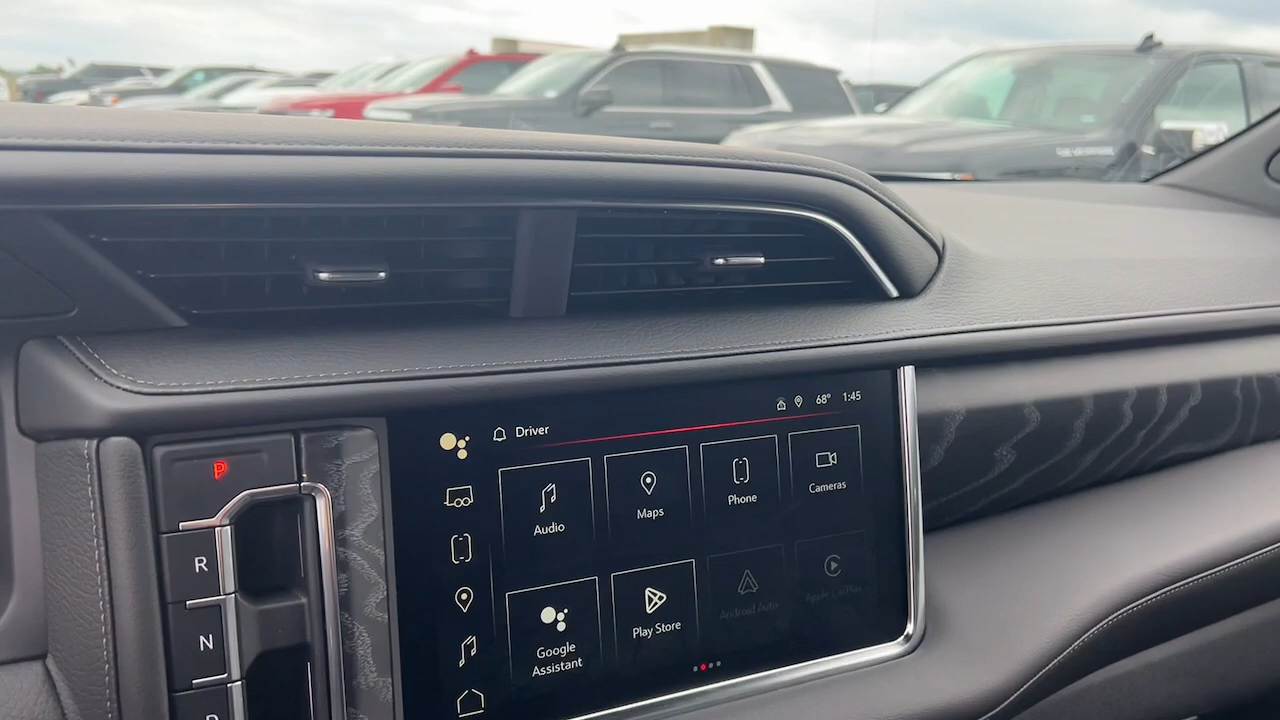 68° 1:45
Driver
Audio
Maps
Phone
Cameras
Google
Assistant
Play Store
Android Auto
Apple CarPlay
P
R
N